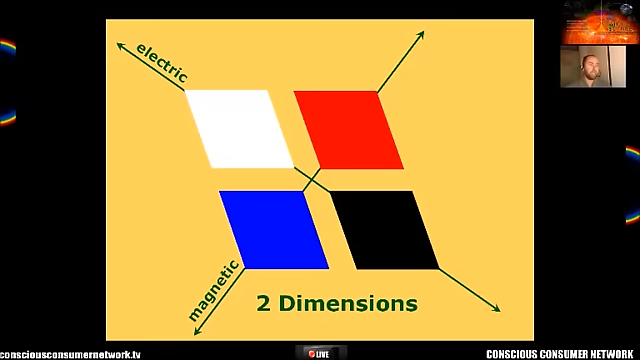 electric
magnetic
2 Dimensions
consciousconsumernetwork.tv
LIVE
CONSCIOUS CONSUMER NETWORK